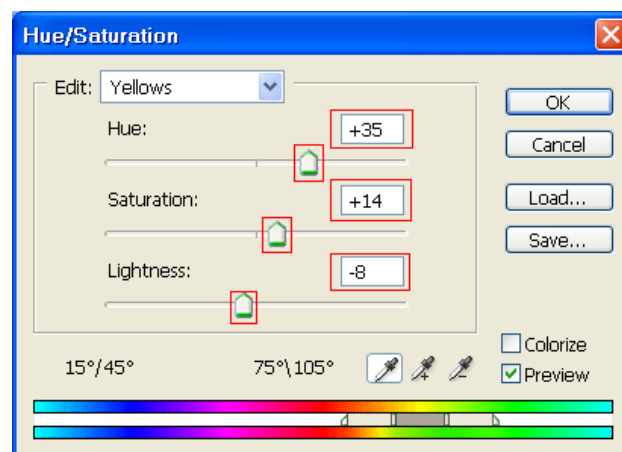 Hue/Saturation
Edit: Yellows
OK
Hue: +35
Cancel
Saturation: +14
Load...
Save...
Lightness: -8
Colorize
15°/45° 75°\105°
Preview